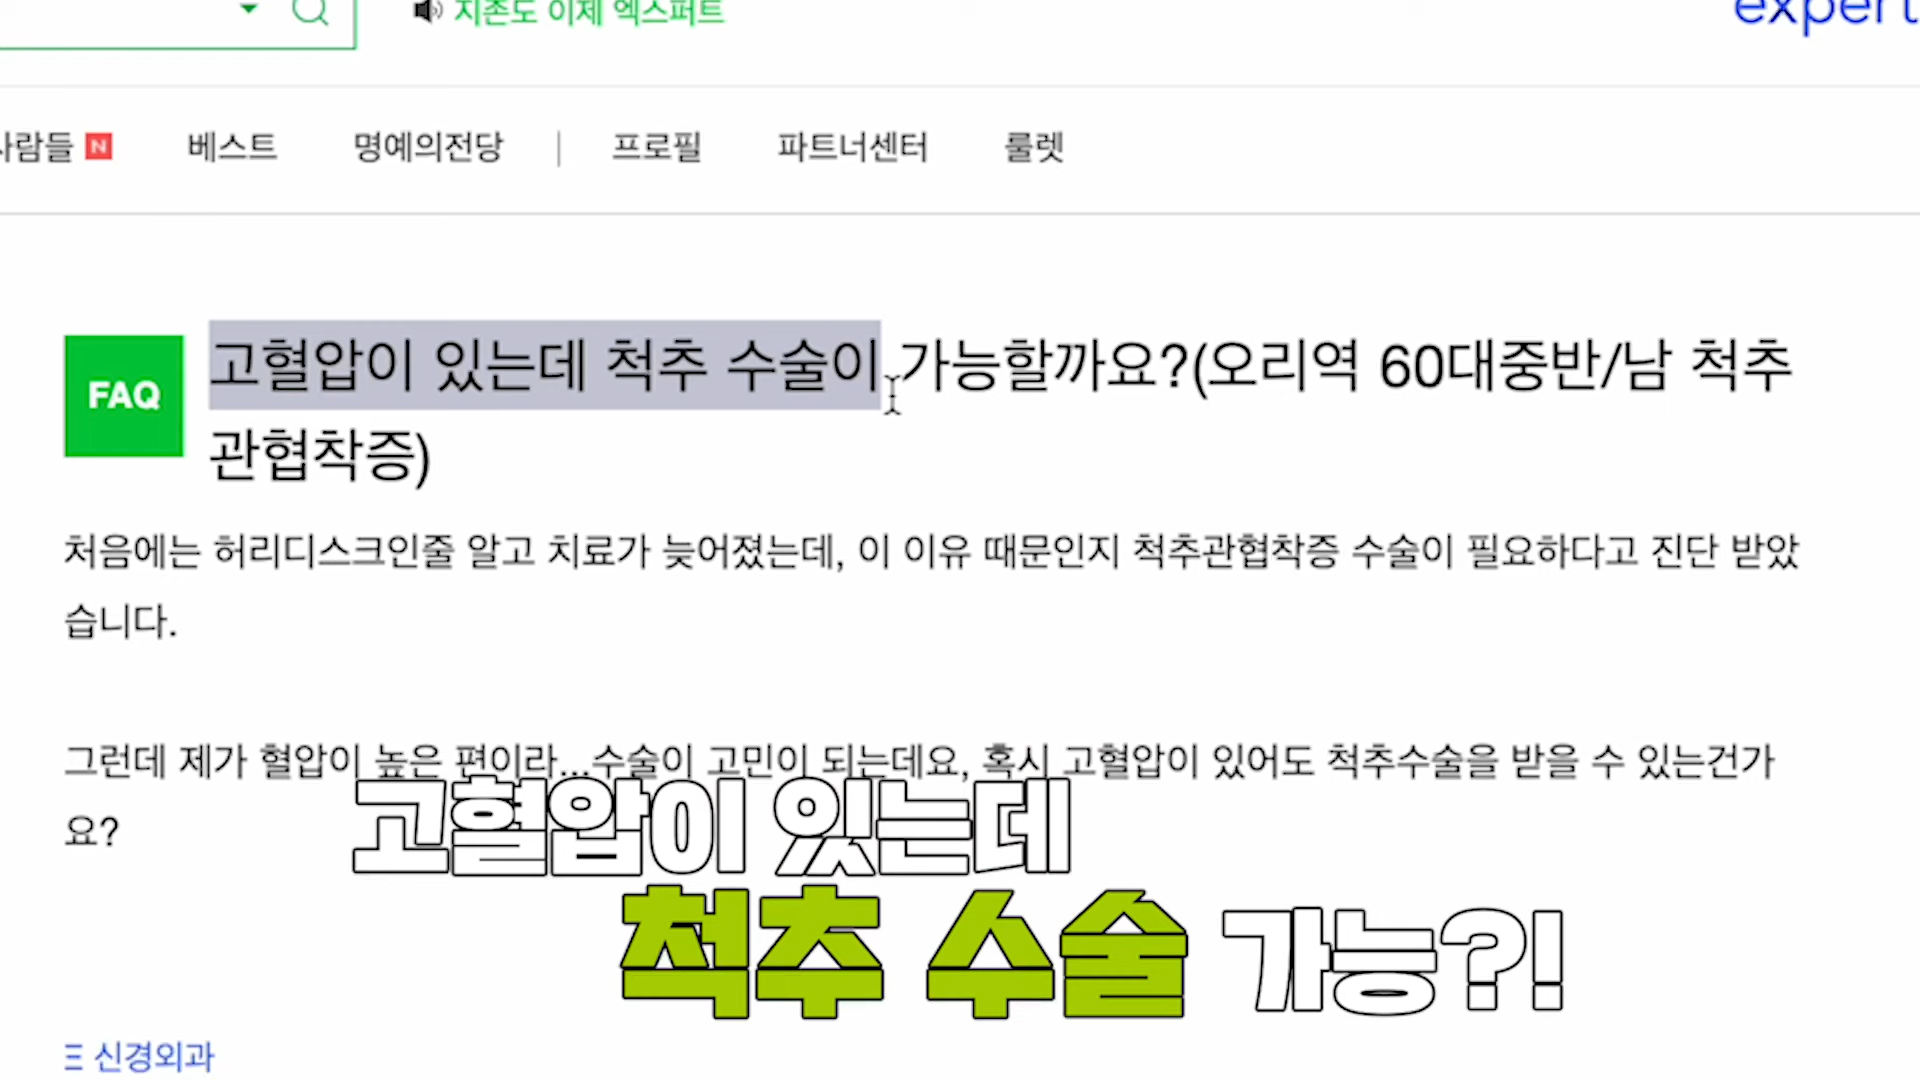 지존도 이제 엑스퍼트
expert
사람들 N 베스트 명예의전당 | 프로필 파트너센터 룰렛
FAQ
고혈압이 있는데 척추 수술이 가능할까요?(오리역 60대중반/남 척추
관협착증)
처음에는 허리디스크인줄 알고 치료가 늦어졌는데, 이 이유 때문인지 척추관협착증 수술이 필요하다고 진단 받았
습니다.
그런데 제가 혈압이 높은 편이라...수술이 고민이 되는데요, 혹시 고혈압이 있어도 척추수술을 받을 수 있는건가
요?
고혈압이 있는데
척추 수술 가능?!
신경외과